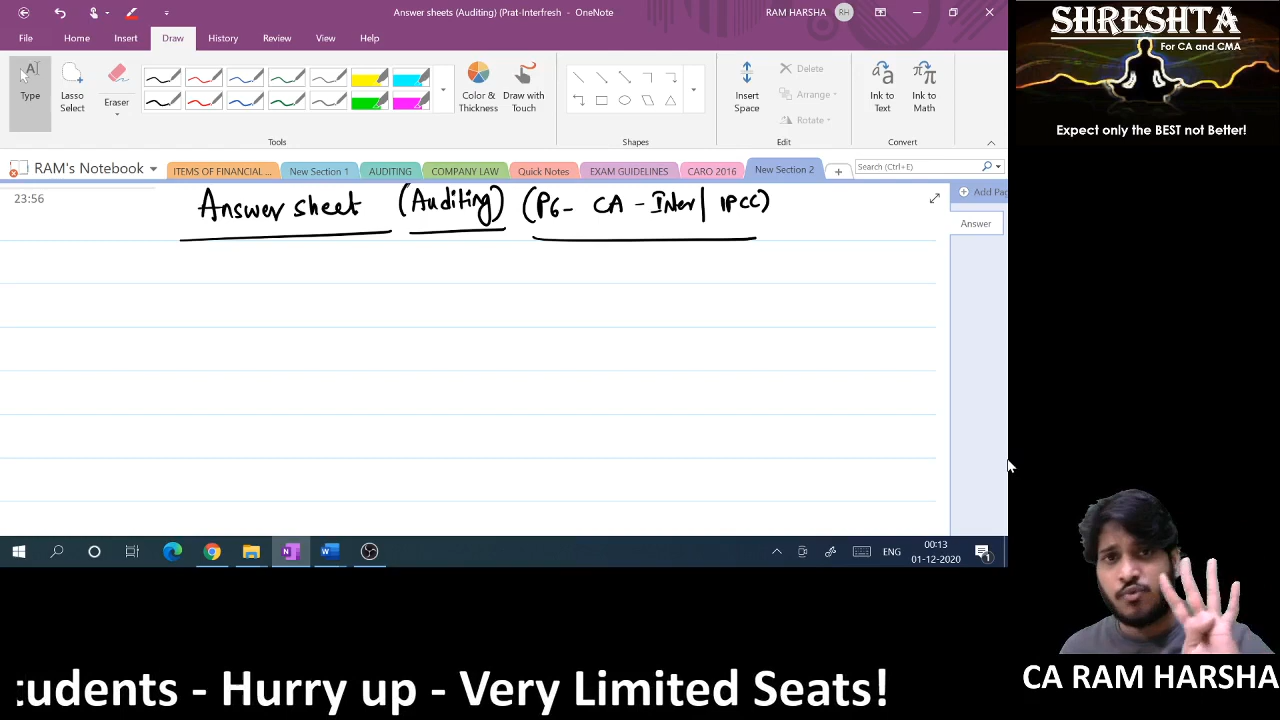 Answer sheets (Auditing) (Prat-Interfresh - OneNote
RAM HARSHA
RH
File
Home
Insert
Draw
History
Review
View
Help
Type
Lasso Select
Eraser
Color & Thickness
Draw with Touch
Insert Space
Delete
Arrange
Rotate
Ink to Text
Ink to Math
Tools
Shapes
Edit
Convert
RAM's Notebook
ITEMS OF FINANCIAL ...
New Section 1
AUDITING
COMPANY LAW
Quick Notes
EXAM GUIDELINES
CARO 2016
New Section 2
Search (Ctrl+E)
23:56
Answer sheet (Auditing) (P6- CA - Inter| IPCC)
Add Pag
Answer
ENG
00:13
01-12-2020
1
SHRESHTA
For CA and CMA
Expect only the BEST not Better!
CA RAM HARSHA
tudents - Hurry up - Very Limited Seats!